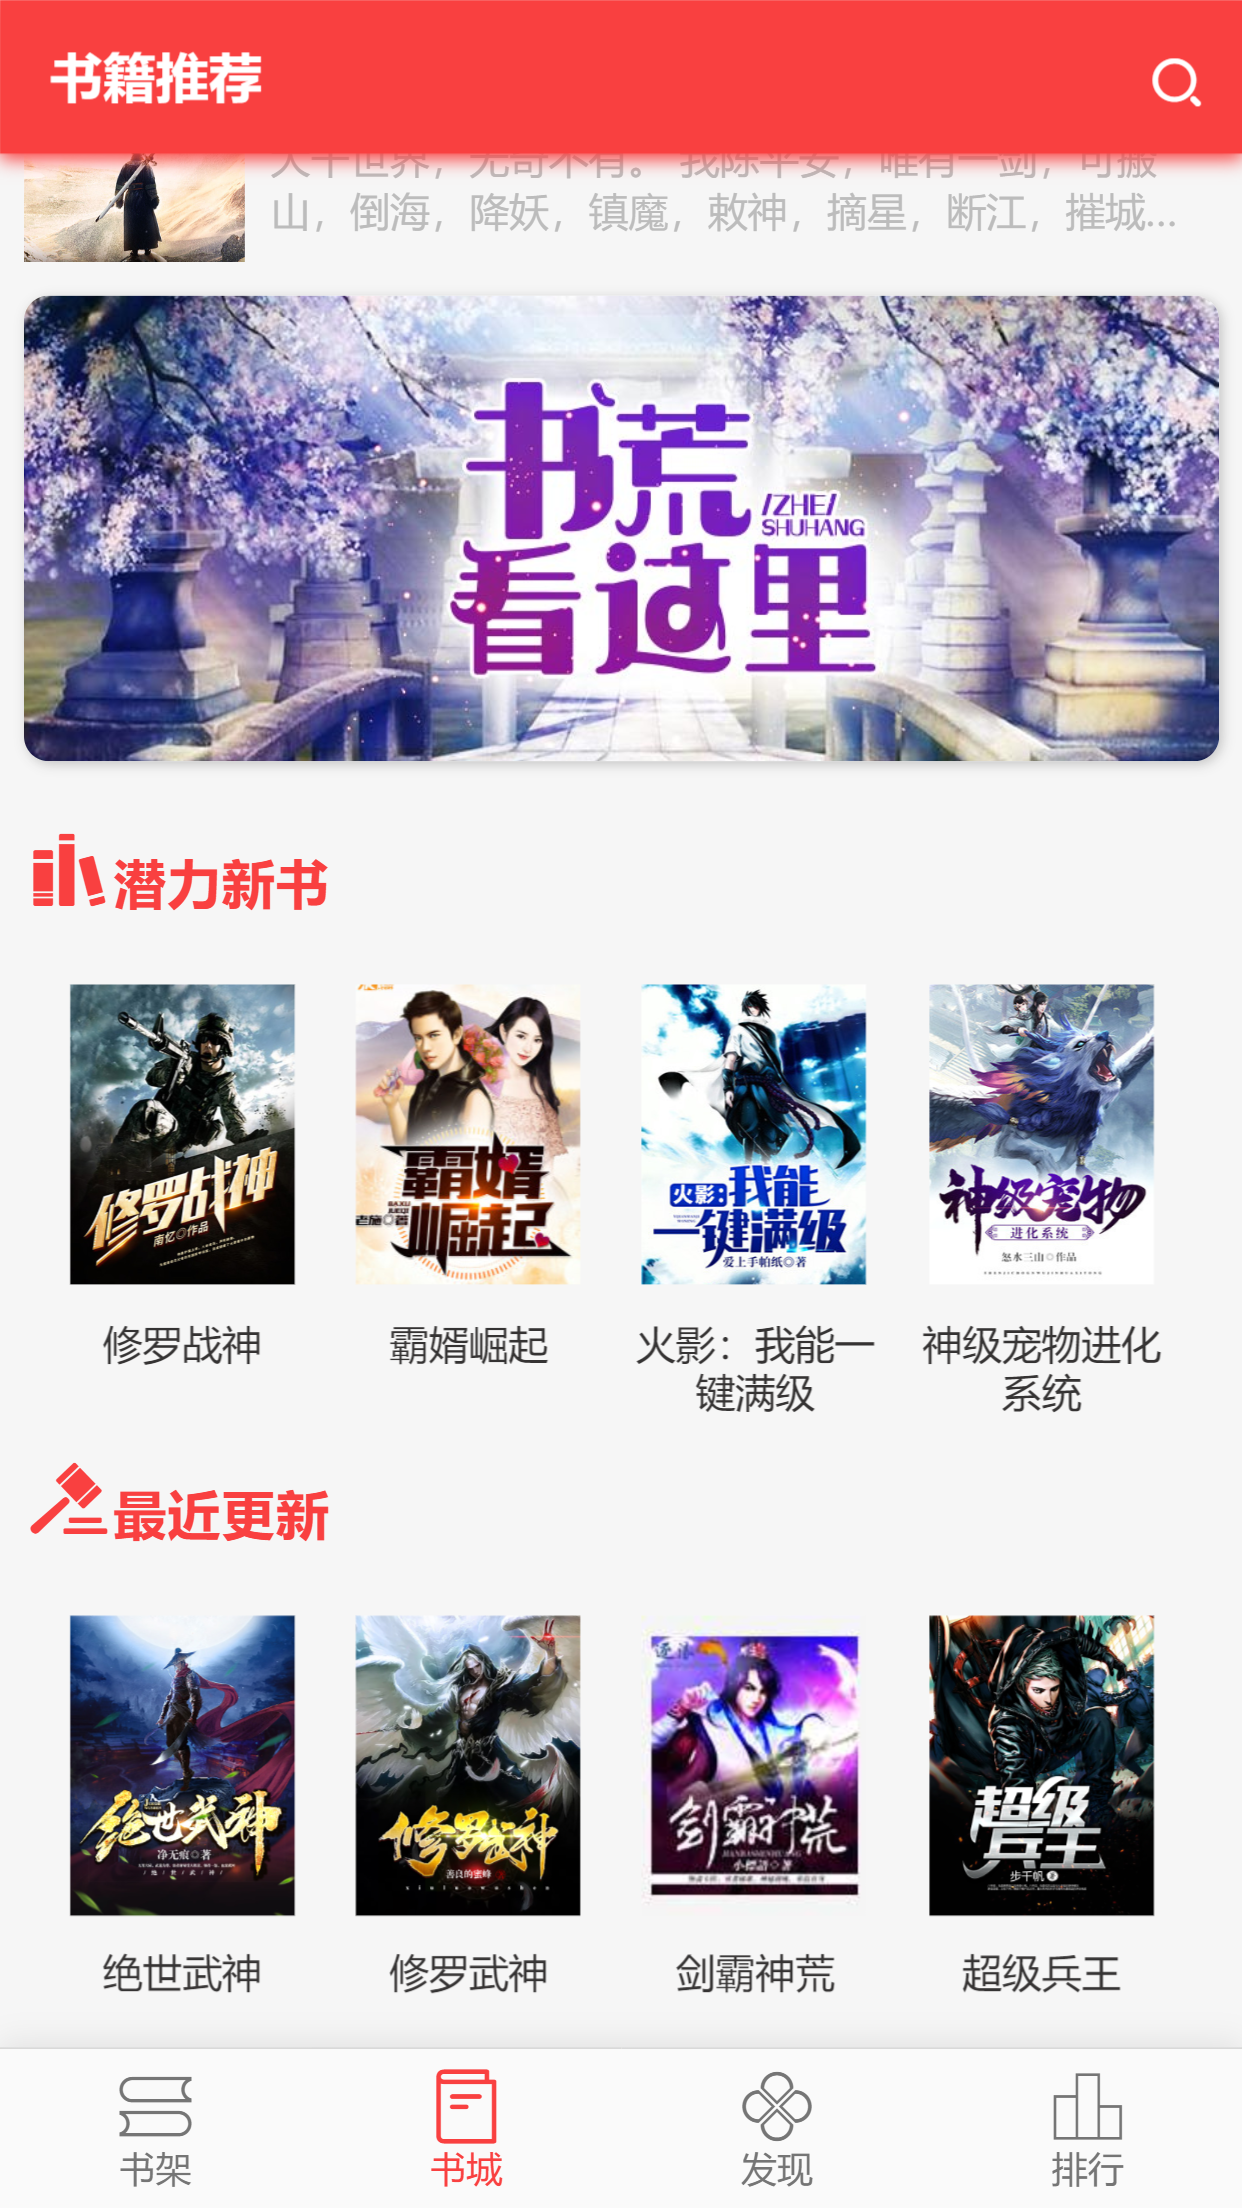 书籍推荐
大千世界，无奇不有。 我陈平安，唯有一剑，可搬
山，倒海，降妖，镇魔，敕神，摘星，断江，摧城...
书荒
IZHEI
SHUHANG
看过里
潜力新书
修罗战神
南忆◎作品
霸婿
崛起
老施◎著
火影:我能
一键满级
爱上手帕纸◎著
神级宠物
进化系统
怒水三山◎作品
修罗战神
霸婿崛起
火影：我能一
键满级
神级宠物进化
系统
最近更新
绝世武神
净无痕◎著
修罗武神
善良的蜜蜂
剑霸神荒
JIANBASHENHUANG
超级
兵王
步千帆 著
绝世武神
修罗武神
剑霸神荒
超级兵王
书架
书城
发现
排行